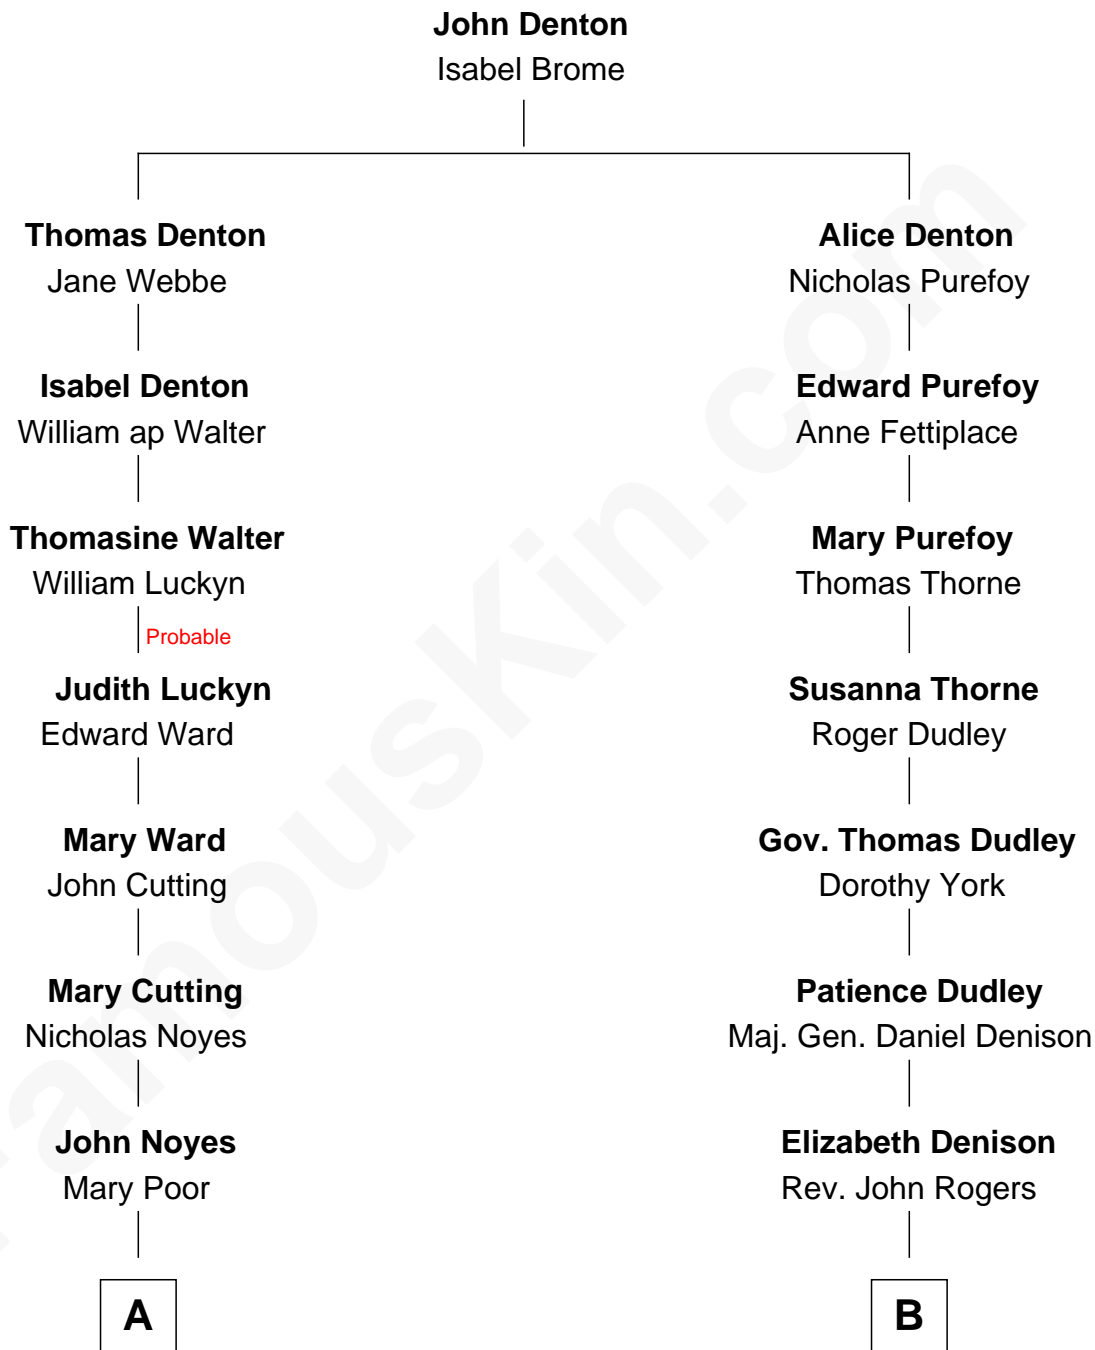 John Denton
Isabel Brome
Thomas Denton
Jane Webbe
Isabel Denton
William ap Walter
Thomasine Walter
William Luckyn
Probable
Judith Luckyn
Edward Ward
Mary Ward
John Cutting
Mary Cutting
Nicholas Noyes
John Noyes
Mary Poor
A
Alice Denton
Nicholas Purefoy
Edward Purefoy
Anne Fettiplace
Mary Purefoy
Thomas Thorne
Susanna Thorne
Roger Dudley
Gov. Thomas Dudley
Dorothy York
Patience Dudley
Maj. Gen. Daniel Denison
Elizabeth Denison
Rev. John Rogers
B
FamousKin.com